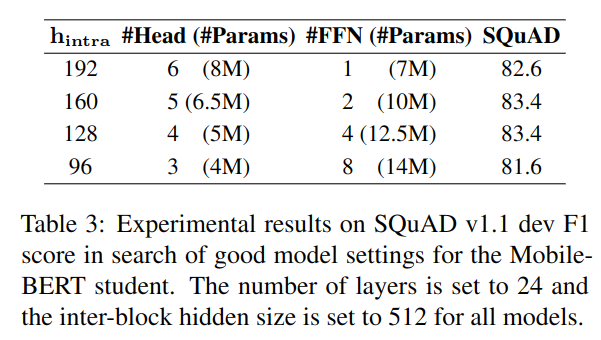 h_intra #Head (#Params) #FFN (#Params) SQuAD
192 6 (8M) 1 (7M) 82.6
160 5 (6.5M) 2 (10M) 83.4
128 4 (5M) 4 (12.5M) 83.4
96 3 (4M) 8 (14M) 81.6
Table 3: Experimental results on SQuAD v1.1 dev F1
score in search of good model settings for the Mobile-
BERT student. The number of layers is set to 24 and
the inter-block hidden size is set to 512 for all models.